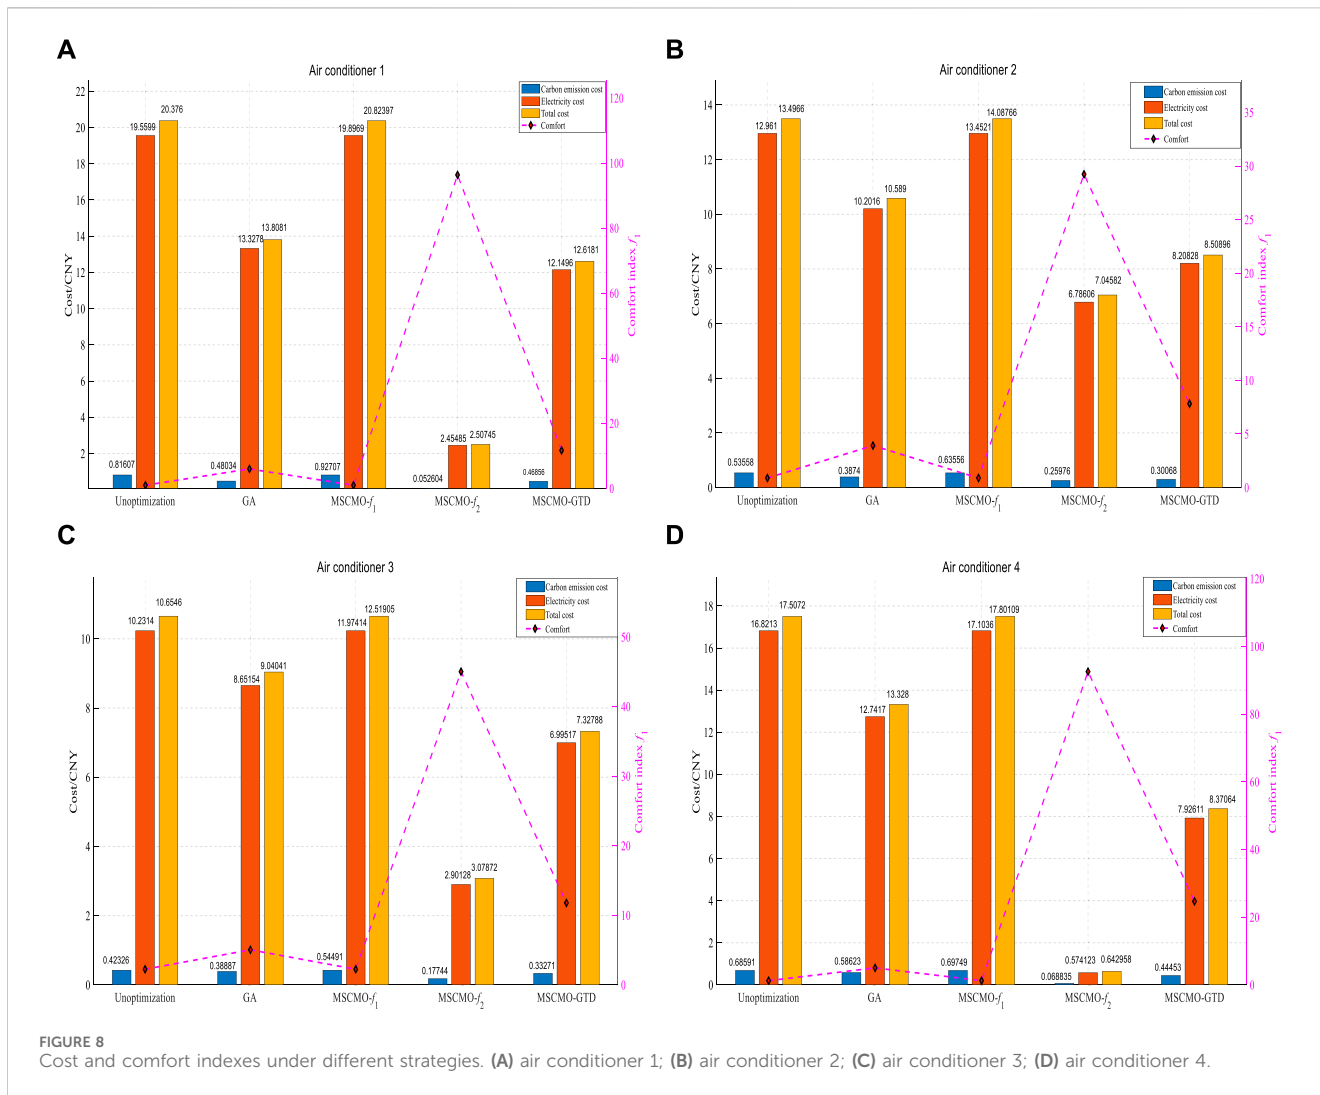 A
Air conditioner 1
Carbon emission cost
Electricity cost
Total cost
Comfort
22
20
18
16
14
12
10
8
6
4
2
Cost/CNY
120
100
80
60
40
20
0
Comfort index f1
0.81607 19.5599 20.376
0.48034 13.3278 13.8081
0.92707 19.8969 20.82397
0.052604 2.45485 2.50745
0.46856 12.1496 12.6181
Unoptimization GA MSCMO-f1 MSCMO-f2 MSCMO-GTD
B
Air conditioner 2
Carbon emission cost
Electricity cost
Total cost
Comfort
14
12
10
8
6
4
2
0
Cost/CNY
35
30
25
20
15
10
5
0
Comfort index f1
0.53558 12.961 13.4966
0.3874 10.2016 10.589
0.63556 13.4521 14.08766
0.25976 6.78606 7.04582
0.30068 8.20828 8.50896
Unoptimization GA MSCMO-f1 MSCMO-f2 MSCMO-GTD
C
Air conditioner 3
Carbon emission cost
Electricity cost
Total cost
Comfort
10
8
6
4
2
0
Cost/CNY
50
40
30
20
10
0
Comfort index f1
0.42326 10.2314 10.6546
0.38887 8.65154 9.04041
0.54491 11.97414 12.51905
0.17744 2.90128 3.07872
0.33271 6.99517 7.32788
Unoptimization GA MSCMO-f1 MSCMO-f2 MSCMO-GTD
D
Air conditioner 4
Carbon emission cost
Electricity cost
Total cost
Comfort
18
16
14
12
10
8
6
4
2
0
Cost/CNY
120
100
80
60
40
20
0
Comfort index f1
0.68591 16.8213 17.5072
0.58623 12.7417 13.328
0.69749 17.1036 17.80109
0.068835 0.574123 0.642958
0.44453 7.92611 8.37064
Unoptimization GA MSCMO-f1 MSCMO-f2 MSCMO-GTD
FIGURE 8
Cost and comfort indexes under different strategies. (A) air conditioner 1; (B) air conditioner 2; (C) air conditioner 3; (D) air conditioner 4.